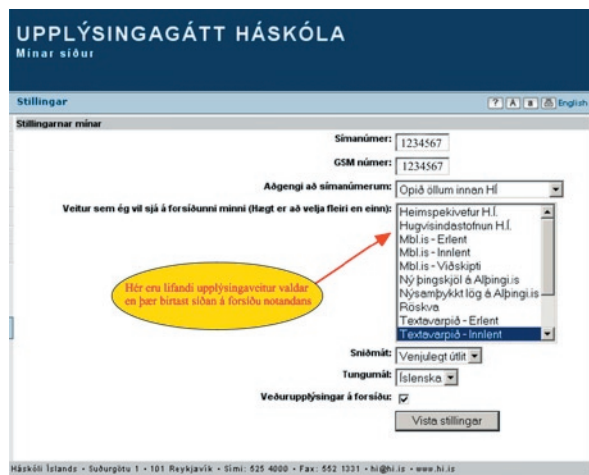 UPPLÝSINGAGÁTT HÁSKÓLA
Mínar síður
Stillingar
? A English
Stillingarnar mínar
Símanúmer: 1234567
GSM númer: 1234567
Aðgengi að símanúmerum: Opið öllum innan HÍ
Veitur sem ég vil sjá á forsíðunni minni (Hægt er að velja fleiri en einn): Heimspekivefur H.Í.
Hugvísindastofnun H.Í.
Mbl.is - Erlent
Mbl.is - Innlent
Mbl.is - Viðskipti
Ný þingskjöl á Alþingi.is
Nýsamþykkt lög á Alþingi.is
Röskva
Textavarpið - Erlent
Textavarpið - Innlent
Hér eru lifandi upplýsingaveitur valdar
en þær birtast síðan á forsíðu notandans
Sniðmát: Venjulegt útlit
Tungumál: Íslenska
Veðurupplýsingar á forsíðu:
Vista stillingar
Háskóli Íslands • Suðurgötu 1 • 101 Reykjavík • Sími: 525 4000 • Fax: 552 1331 • hi@hi.is • www.hi.is